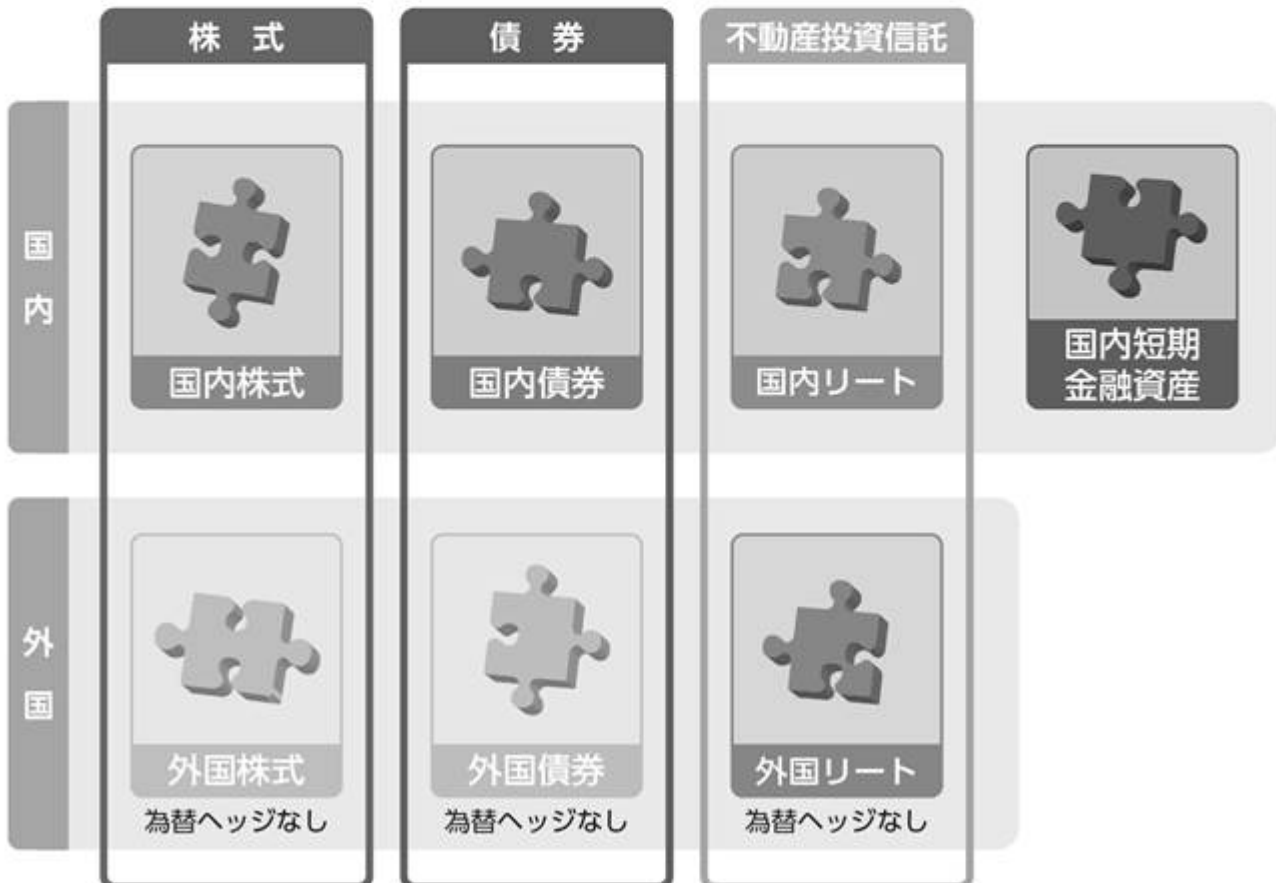 株 式
債 券
不動産投資信託
国内
国内株式
国内債券
国内リート
国内短期
金融資産
外国
外国株式
外国債券
外国リート
為替ヘッジなし
為替ヘッジなし
為替ヘッジなし